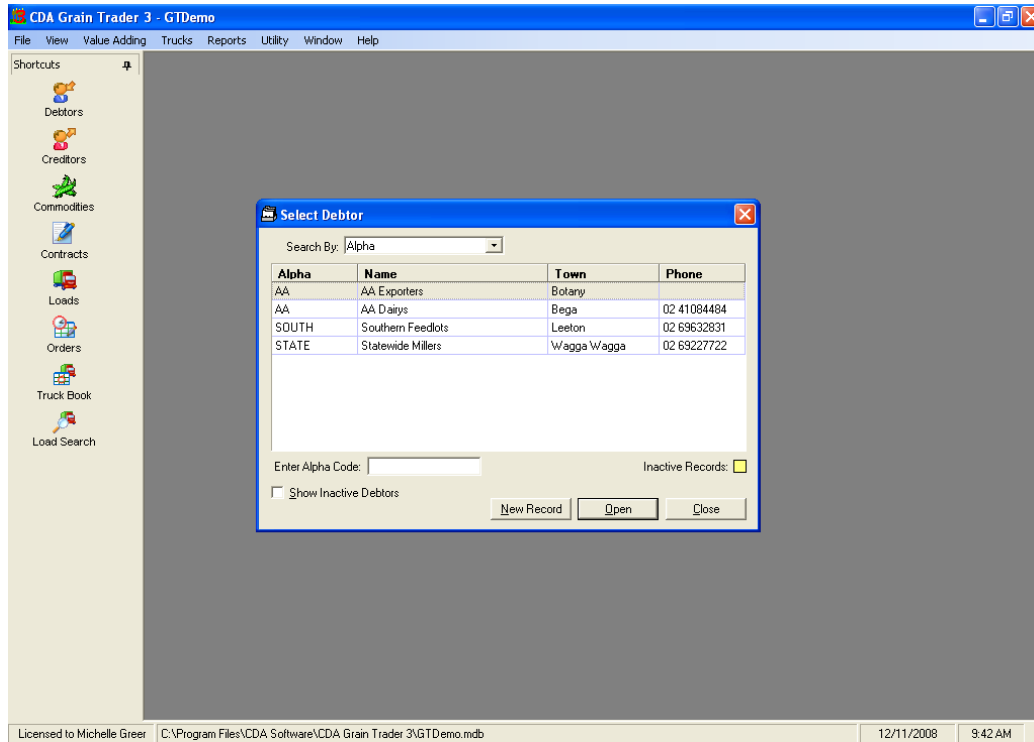 CDA Grain Trader 3 - GTDemo
File View Value Adding Trucks Reports Utility Window Help
Shortcuts
Debtors
Creditors
Commodities
Contracts
Loads
Orders
Truck Book
Load Search
Select Debtor
Search By: Alpha
Alpha Name Town Phone
AA AA Exporters Botany
AA AA Dairys Bega 02 41084484
SOUTH Southern Feedlots Leeton 02 69632831
STATE Statewide Millers Wagga Wagga 02 69227722
Enter Alpha Code: Inactive Records:
Show Inactive Debtors
New Record Open Close
Licensed to Michelle Greer C:\Program Files\CDA Software\CDA Grain Trader 3\GTDemo.mdb 12/11/2008 9:42 AM